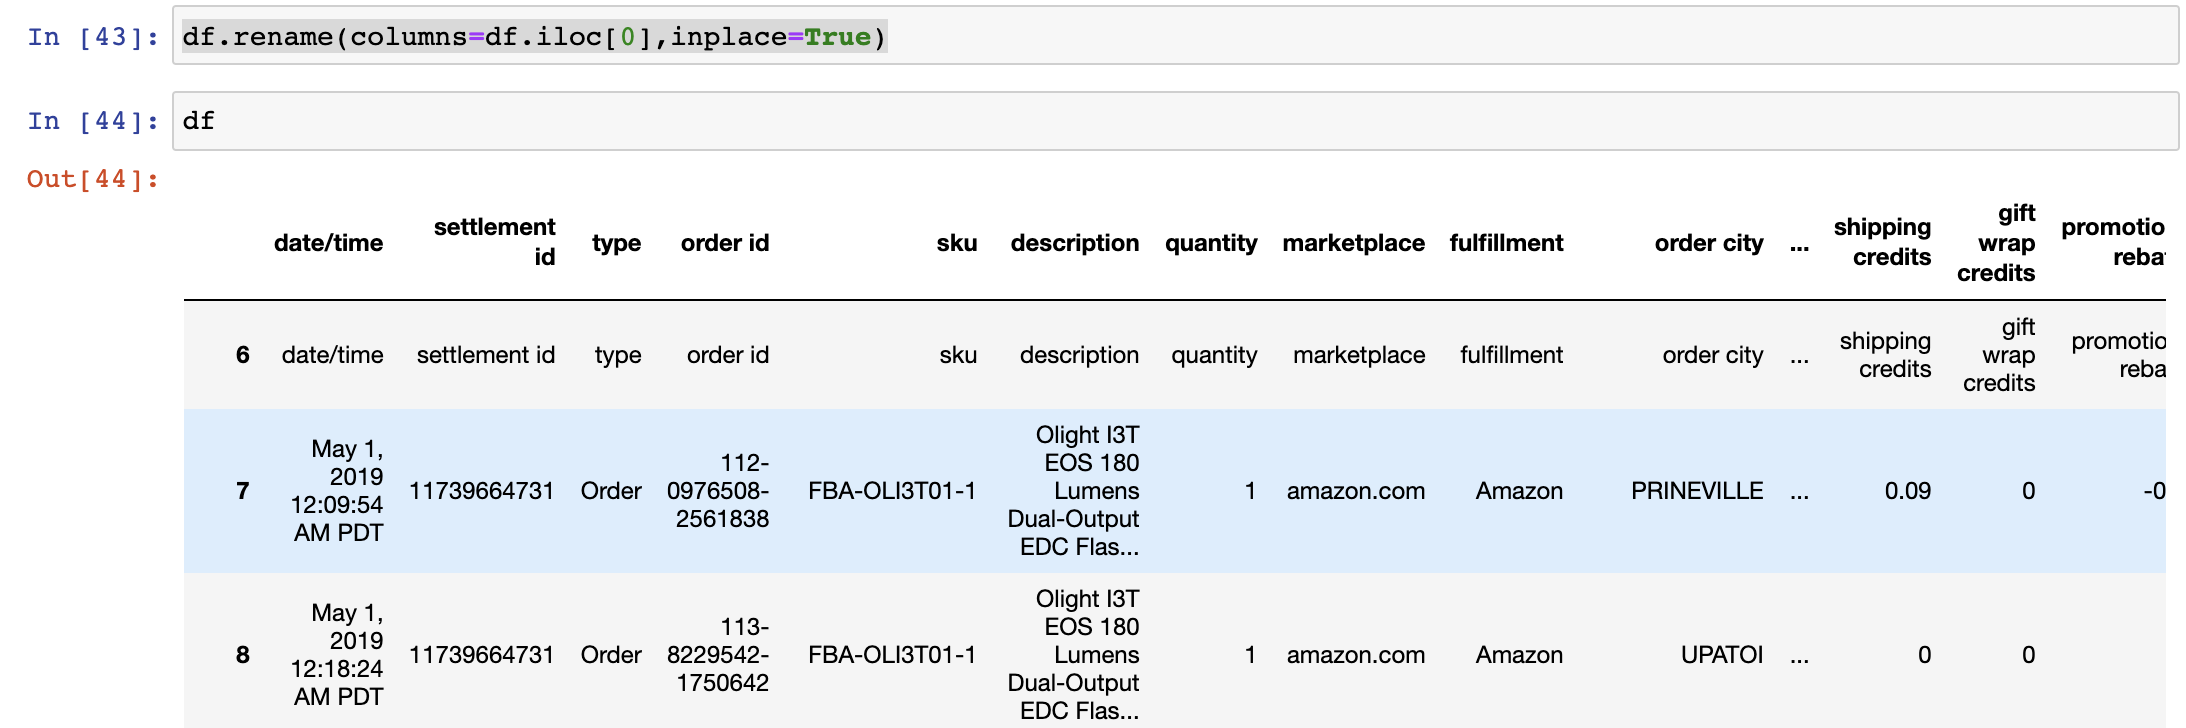 In [43]: df.rename(columns=df.iloc[0],inplace=True)
In [44]: df
Out[44]:
date/time settlement id type order id sku description quantity marketplace fulfillment order city ... shipping credits gift wrap credits promotio reba
6 date/time settlement id type order id sku description quantity marketplace fulfillment order city ... shipping credits gift wrap credits promotio reba
7 May 1, 2019 12:09:54 AM PDT 11739664731 Order 112-0976508-2561838 FBA-OLI3T01-1 Olight I3T EOS 180 Lumens Dual-Output EDC Flas... 1 amazon.com Amazon PRINEVILLE ... 0.09 0 -0
8 May 1, 2019 12:18:24 AM PDT 11739664731 Order 113-8229542-1750642 FBA-OLI3T01-1 Olight I3T EOS 180 Lumens Dual-Output EDC Flas... 1 amazon.com Amazon UPATOI ... 0 0